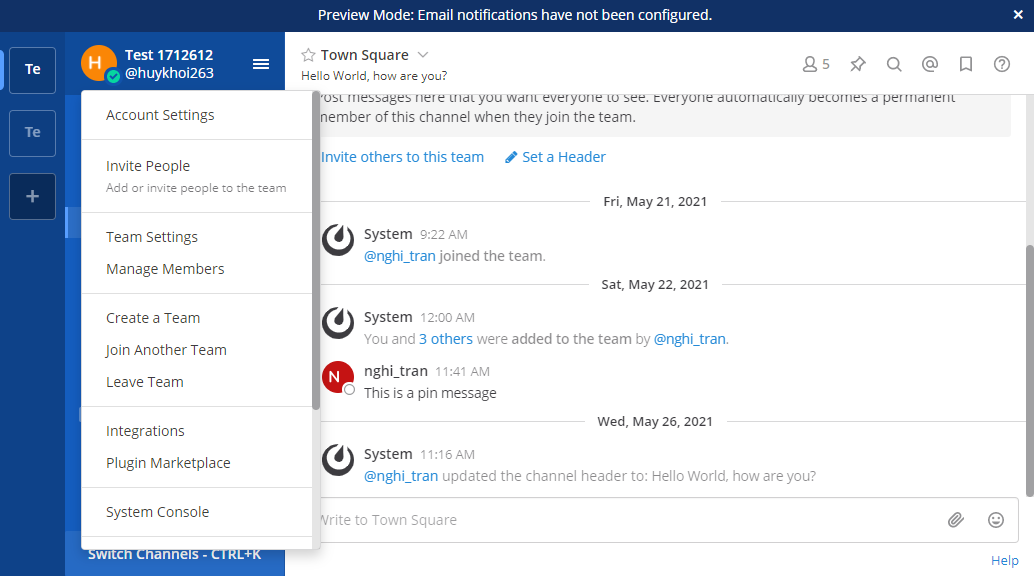 Preview Mode: Email notifications have not been configured.
Te
Te
H
Test 1712612
@huykhoi263
Account Settings
Invite People
Add or invite people to the team
Team Settings
Manage Members
Create a Team
Join Another Team
Leave Team
Integrations
Plugin Marketplace
System Console
Switch Channels - CTRL+K
Town Square
Hello World, how are you?
5
Post messages here that you want everyone to see. Everyone automatically becomes a permanent
member of this channel when they join the team.
Invite others to this team
Set a Header
Fri, May 21, 2021
System 9:22 AM
@nghi_tran joined the team.
Sat, May 22, 2021
System 12:00 AM
You and 3 others were added to the team by @nghi_tran.
N
nghi_tran 11:41 AM
This is a pin message
Wed, May 26, 2021
System 11:16 AM
@nghi_tran updated the channel header to: Hello World, how are you?
Write to Town Square
Help